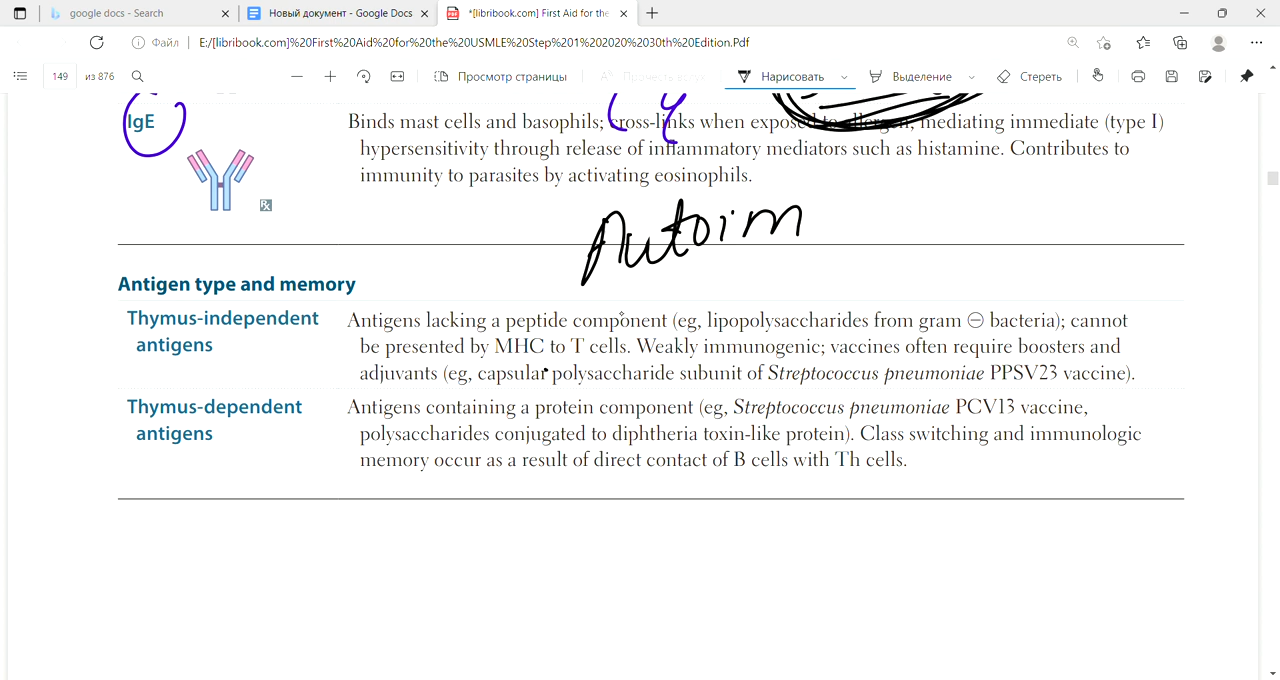 google docs - Search
Новый документ - Google Docs
*[libribook.com] First Aid for the
Файл
E:/[libribook.com]%20First%20Aid%20for%20the%20USMLE%20Step%201%202020%2030th%20Edition.Pdf
149 из 876
Просмотр страницы
Прочесть вслух
Нарисовать
Выделение
Стереть
IgE
Binds mast cells and basophils; cross-links when exposed to allergen, mediating immediate (type I)
hypersensitivity through release of inflammatory mediators such as histamine. Contributes to
immunity to parasites by activating eosinophils.
Rx
Autoim
Antigen type and memory
Thymus-independent
antigens
Antigens lacking a peptide component (eg, lipopolysaccharides from gram ⊖ bacteria); cannot
be presented by MHC to T cells. Weakly immunogenic; vaccines often require boosters and
adjuvants (eg, capsular polysaccharide subunit of Streptococcus pneumoniae PPSV23 vaccine).
Thymus-dependent
antigens
Antigens containing a protein component (eg, Streptococcus pneumoniae PCV13 vaccine,
polysaccharides conjugated to diphtheria toxin-like protein). Class switching and immunologic
memory occur as a result of direct contact of B cells with Th cells.